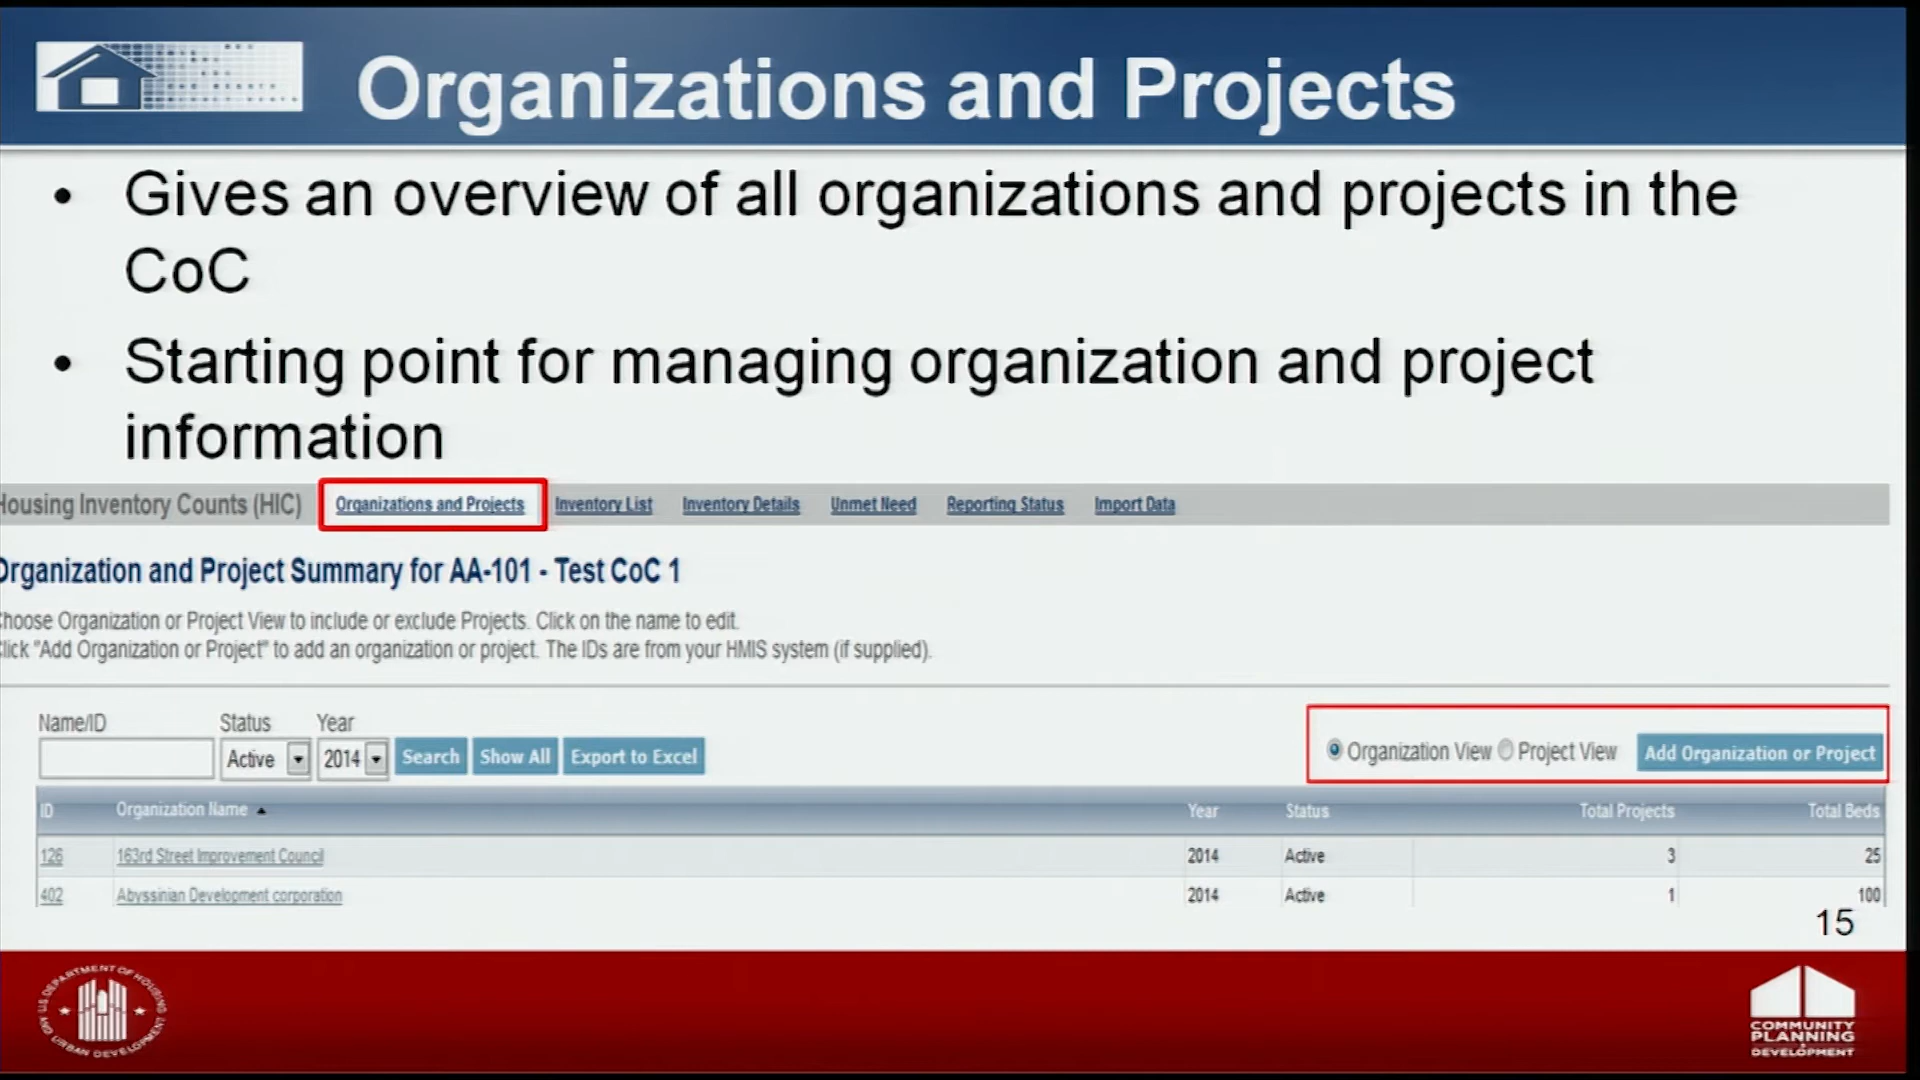 Organizations and Projects
• Gives an overview of all organizations and projects in the
CoC
• Starting point for managing organization and project
information
Housing Inventory Counts (HIC) Organizations and Projects Inventory List Inventory Details Unmet Need Reporting Status Import Data
Organization and Project Summary for AA-101 - Test CoC 1
Choose Organization or Project View to include or exclude Projects. Click on the name to edit.
Click "Add Organization or Project" to add an organization or project. The IDs are from your HMIS system (if supplied).
Name/ID Status Year
Active 2014 Search Show All Export to Excel Organization View Project View Add Organization or Project
ID Organization Name Year Status Total Projects Total Beds
126 163rd Street Improvement Council 2014 Active 3 25
402 Abyssinian Development corporation 2014 Active 1 100
15
U.S. DEPARTMENT OF HOUSING AND URBAN DEVELOPMENT
COMMUNITY
PLANNING
DEVELOPMENT